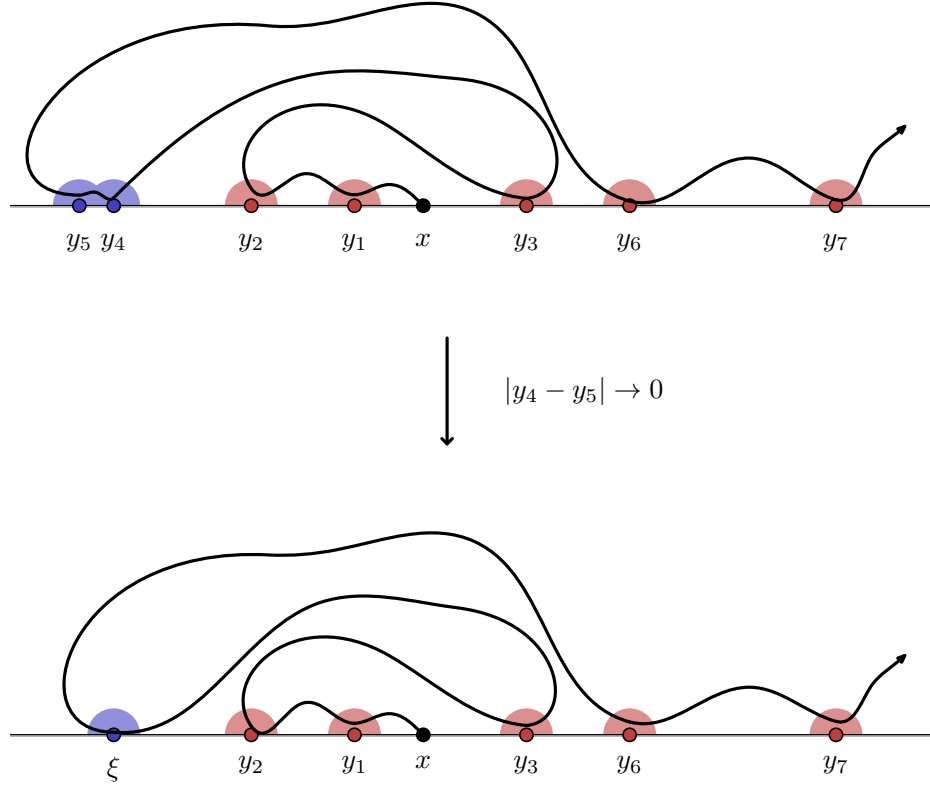 y₅ y₄ y₂ y₁ x y₃ y₆ y₇
|y₄ − y₅| → 0
ξ y₂ y₁ x y₃ y₆ y₇